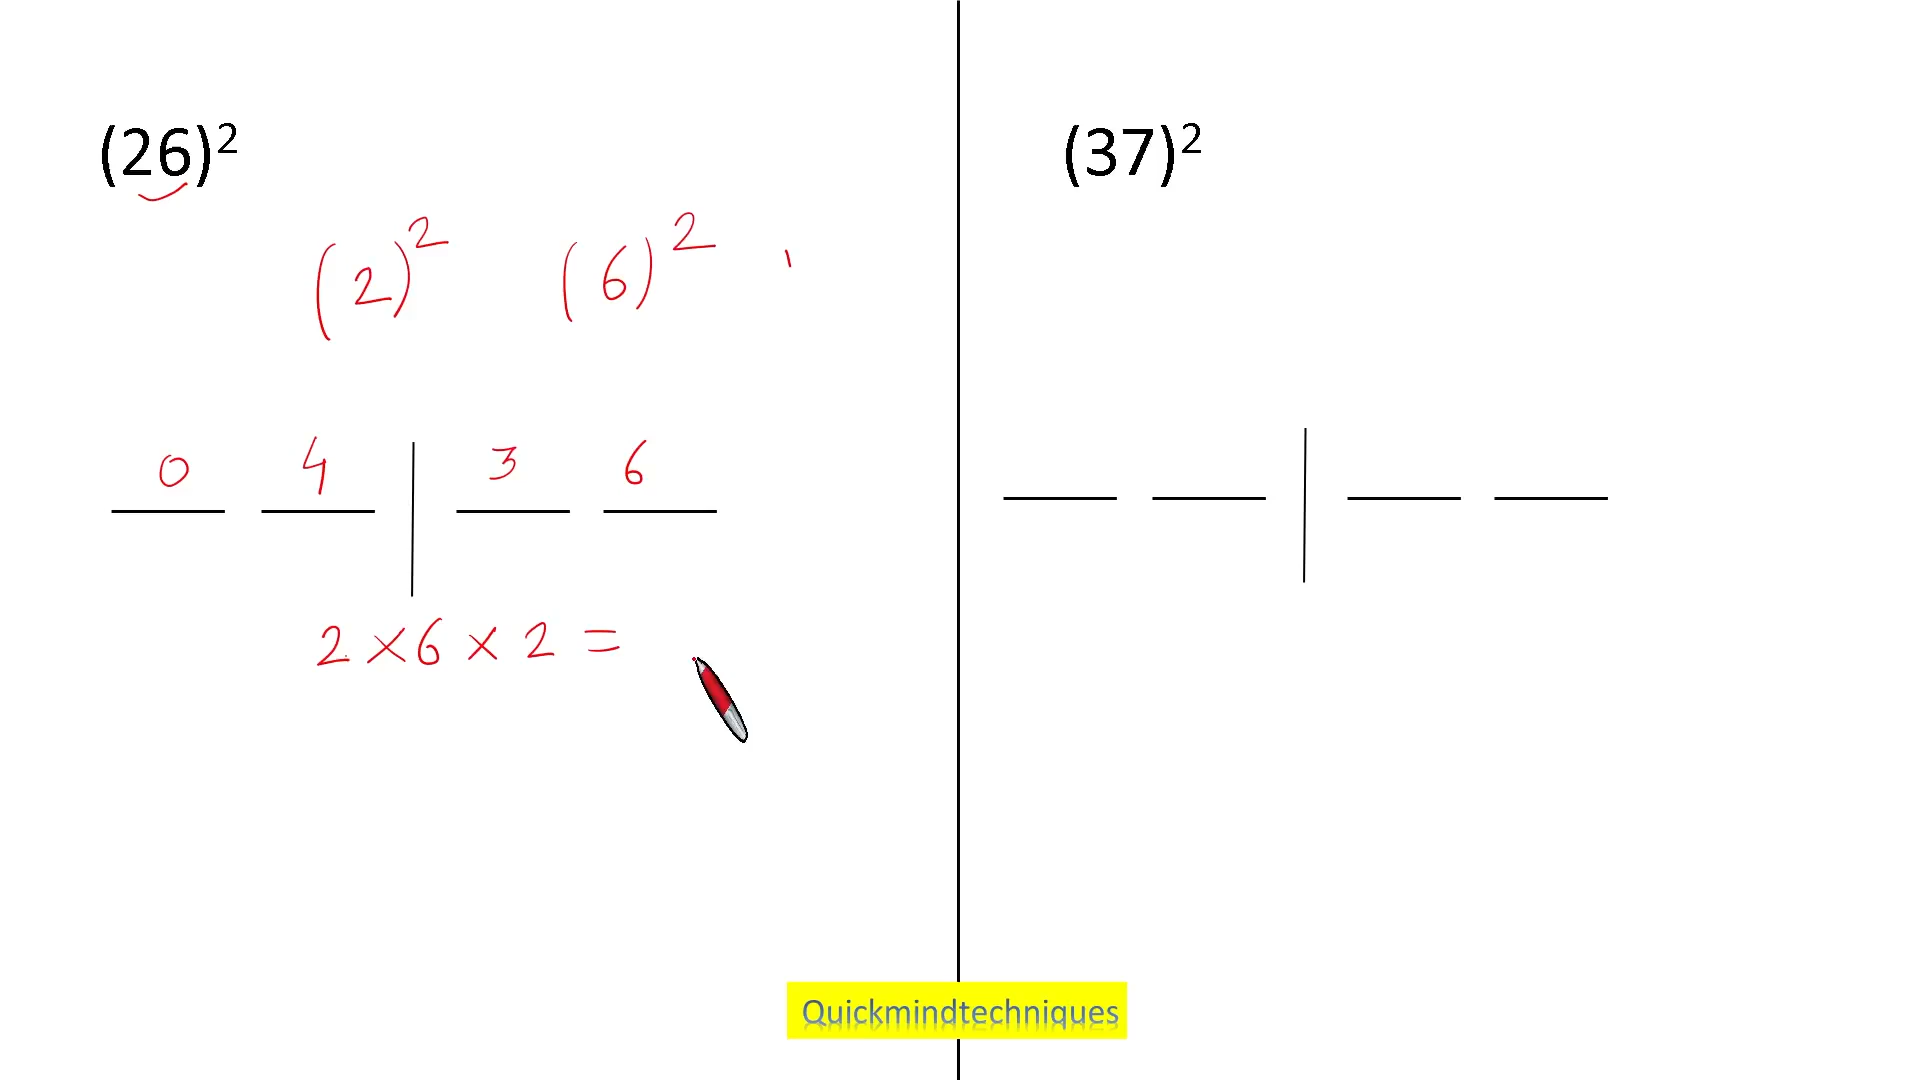 (26)²
(2)² (6)²
0 4 | 3 6
2 × 6 × 2 =
(37)²
Quickmindtechniques